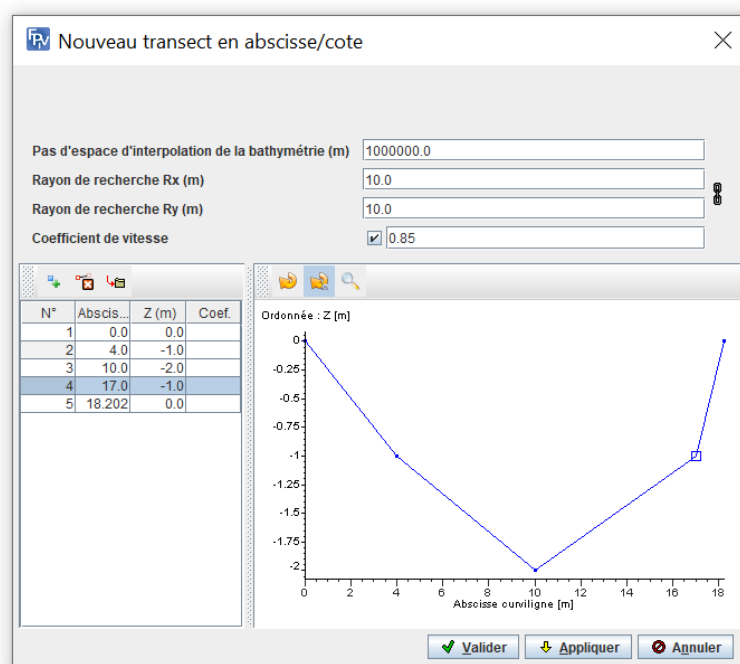 FPIV Nouveau transect en abscisse/cote
Pas d'espace d'interpolation de la bathymétrie (m) 1000000.0
Rayon de recherche Rx (m) 10.0
Rayon de recherche Ry (m) 10.0
Coefficient de vitesse 0.85
N° Abscis... Z (m) Coef.
1 0.0 0.0
2 4.0 -1.0
3 10.0 -2.0
4 17.0 -1.0
5 18.202 0.0
Ordonnée : Z [m]
0
-0.25
-0.5
-0.75
-1
-1.25
-1.5
-1.75
-2
0 2 4 6 8 10 12 14 16 18
Abscisse curviligne [m]
Valider Appliquer Annuler